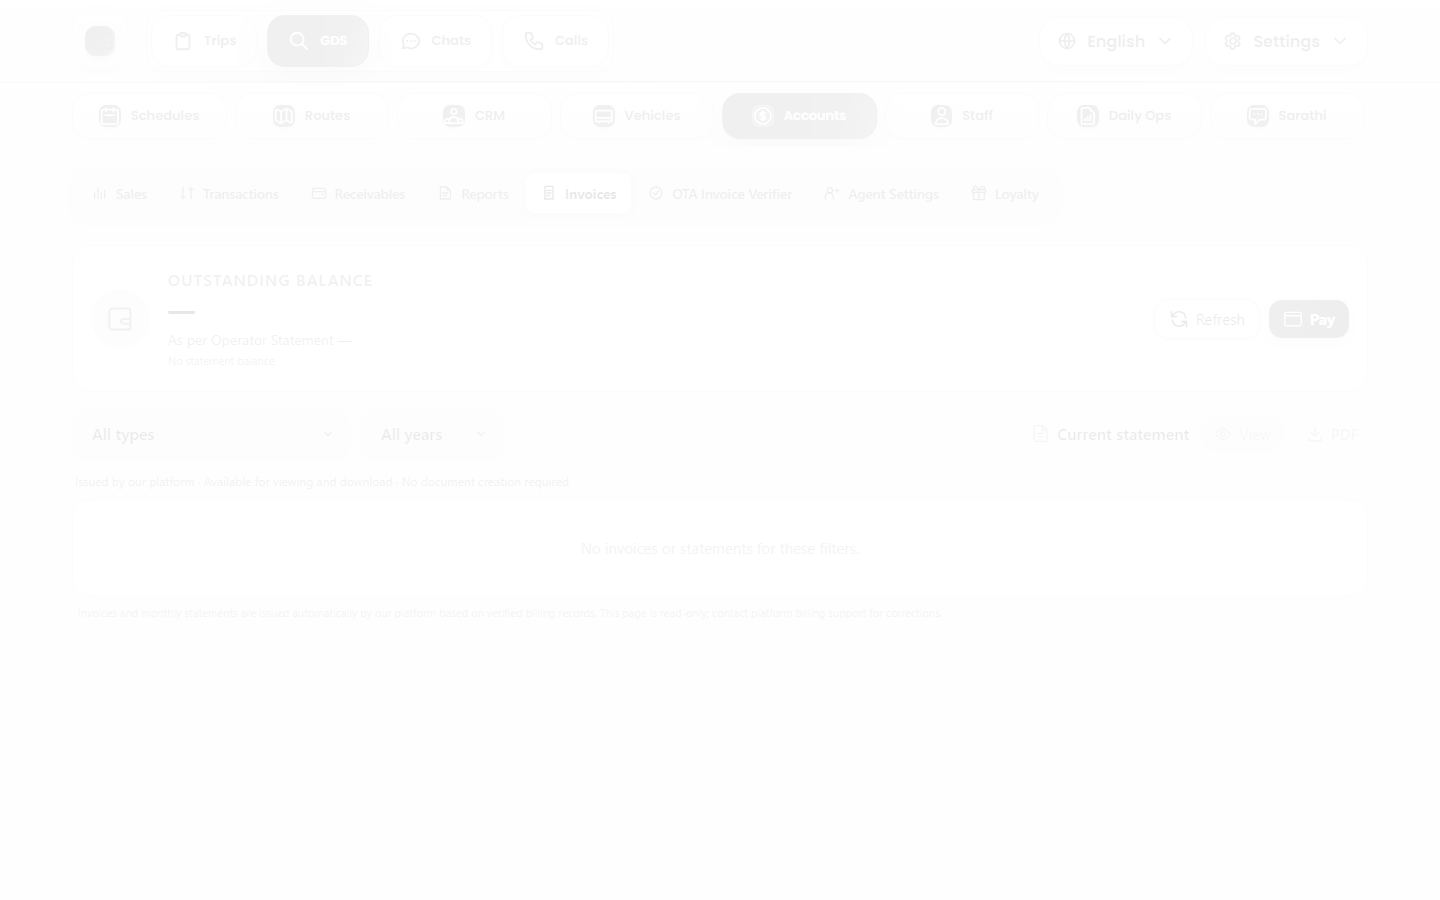 Trips
GDS
Chats
Calls
English
Settings
Schedules
Routes
CRM
Vehicles
Accounts
Staff
Daily Ops
Sarathi
Sales
Transactions
Receivables
Reports
Invoices
OTA Invoice Verifier
Agent Settings
Loyalty
OUTSTANDING BALANCE
—
As per Operator Statement —
No statement balance
Refresh
Pay
All types
All years
Current statement
View
PDF
Issued by our platform · Available for viewing and download · No document creation required
No invoices or statements for these filters.
Invoices and monthly statements are issued automatically by our platform based on verified billing records. This page is read-only; contact platform billing support for corrections.